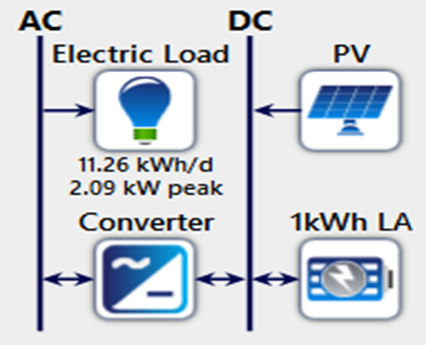 AC
DC
Electric Load
PV
11.26 kWh/d
2.09 kW peak
Converter
1kWh LA